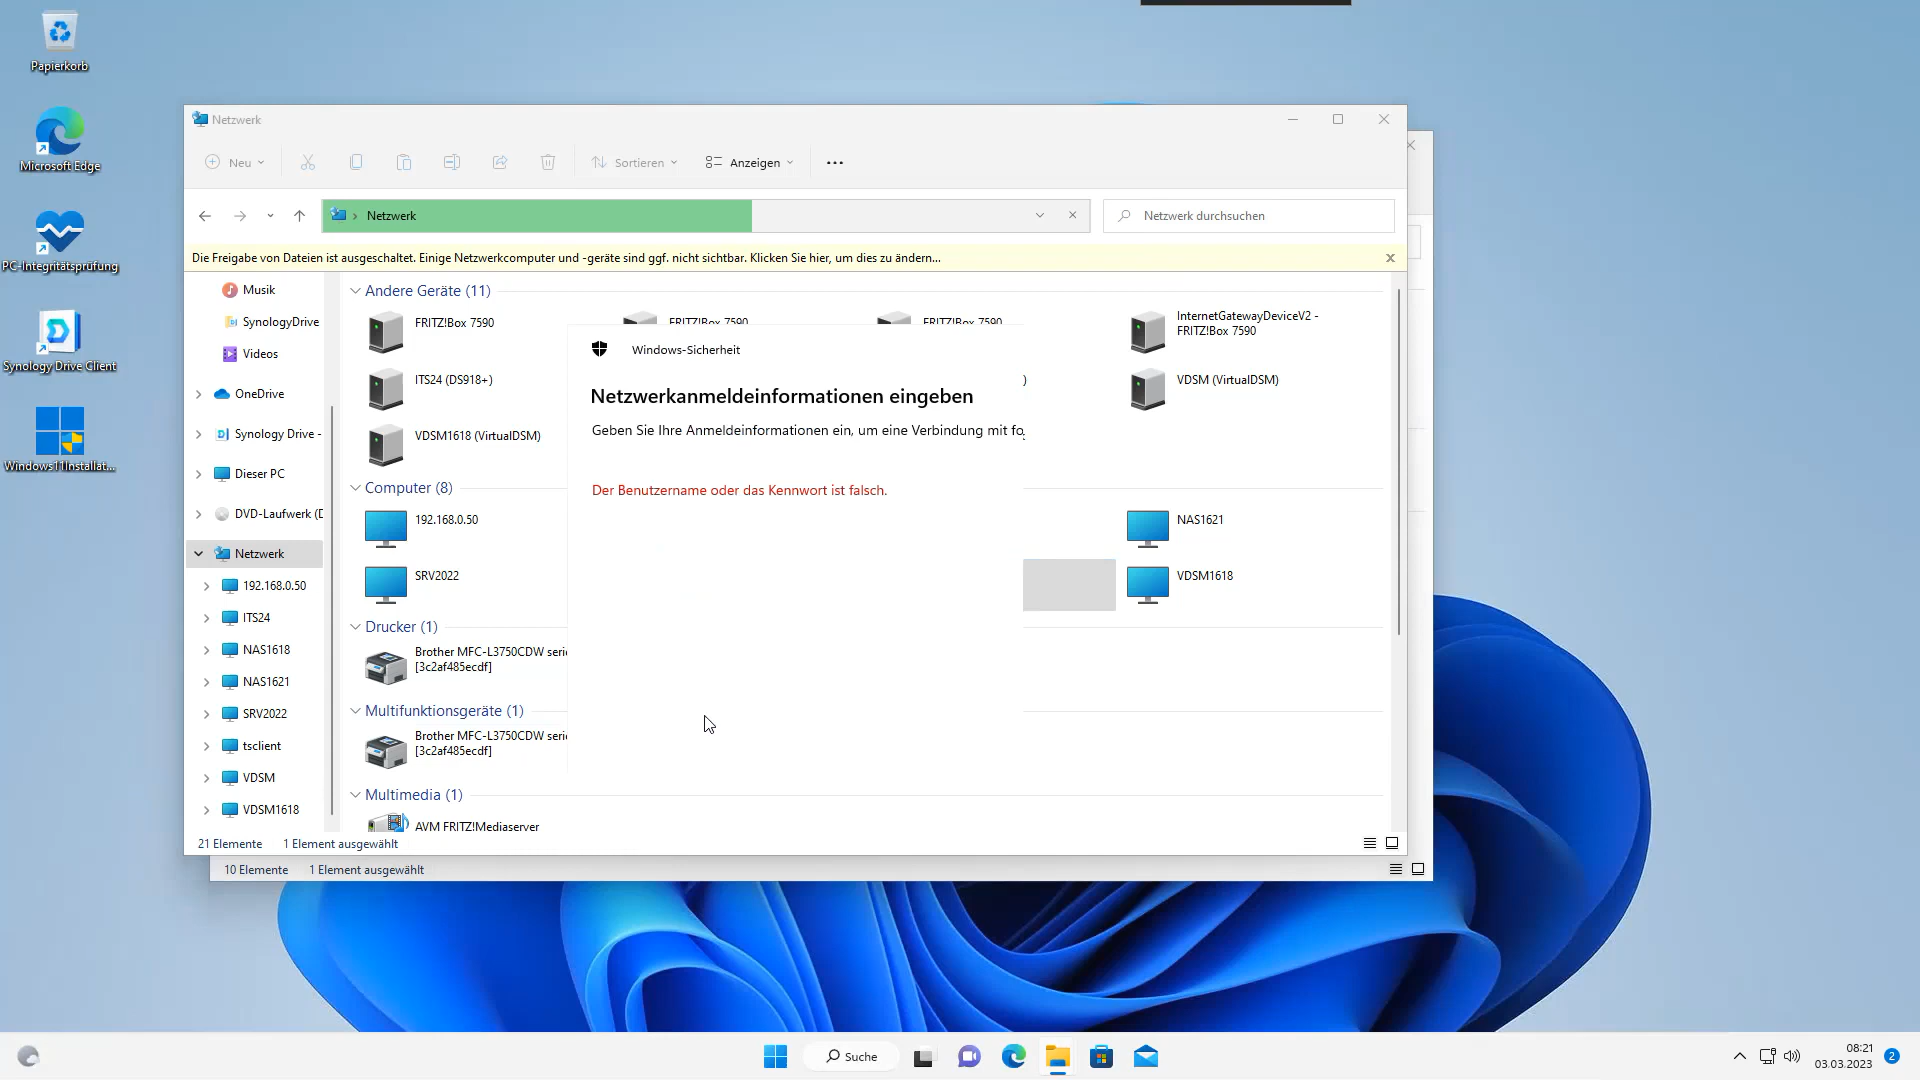 Papierkorb
Microsoft Edge
PC-Integritätsprüfung
Synology Drive Client
Windows11Installat...
Netzwerk
Neu
Sortieren
Anzeigen
Netzwerk
Netzwerk durchsuchen
Die Freigabe von Dateien ist ausgeschaltet. Einige Netzwerkcomputer und -geräte sind ggf. nicht sichtbar. Klicken Sie hier, um dies zu ändern...
Musik
SynologyDrive
Videos
OneDrive
Synology Drive -
Dieser PC
DVD-Laufwerk (D
Netzwerk
192.168.0.50
ITS24
NAS1618
NAS1621
SRV2022
tsclient
VDSM
VDSM1618
Andere Geräte (11)
FRITZ!Box 7590
FRITZ!Box 7590
FRITZ!Box 7590
InternetGatewayDeviceV2 -
FRITZ!Box 7590
ITS24 (DS918+)
)
VDSM (VirtualDSM)
VDSM1618 (VirtualDSM)
Computer (8)
192.168.0.50
NAS1621
SRV2022
VDSM1618
Drucker (1)
Brother MFC-L3750CDW serie
[3c2af485ecdf]
Multifunktionsgeräte (1)
Brother MFC-L3750CDW serie
[3c2af485ecdf]
Multimedia (1)
AVM FRITZ!Mediaserver
Windows-Sicherheit
Netzwerkanmeldeinformationen eingeben
Geben Sie Ihre Anmeldeinformationen ein, um eine Verbindung mit fo
Der Benutzername oder das Kennwort ist falsch.
21 Elemente
1 Element ausgewählt
10 Elemente
1 Element ausgewählt
Suche
08:21
03.03.2023
2